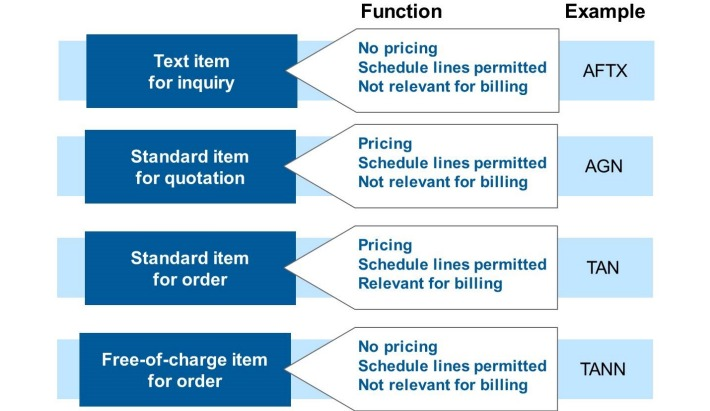 Function
Example
Text item
for inquiry
No pricing
Schedule lines permitted
Not relevant for billing
AFTX
Standard item
for quotation
Pricing
Schedule lines permitted
Not relevant for billing
AGN
Standard item
for order
Pricing
Schedule lines permitted
Relevant for billing
TAN
Free-of-charge item
for order
No pricing
Schedule lines permitted
Not relevant for billing
TANN